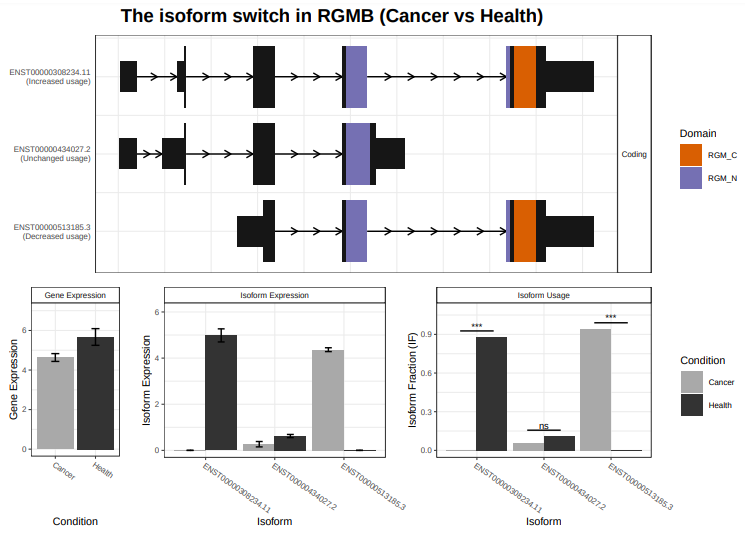 The isoform switch in RGMB (Cancer vs Health)
ENST00000308234.11
(Increased usage)
ENST00000434027.2
(Unchanged usage)
ENST00000513185.3
(Decreased usage)
Coding
Domain
RGM_C
RGM_N
Gene Expression
Gene Expression
6
4
2
0
Cancer
Health
Condition
Isoform Expression
Isoform Expression
6
4
2
0
ENST00000308234.11
ENST00000434027.2
ENST00000513185.3
Isoform
Isoform Usage
Isoform Fraction (IF)
0.9
0.6
0.3
0.0
***
ns
***
ENST00000308234.11
ENST00000434027.2
ENST00000513185.3
Isoform
Condition
Cancer
Health